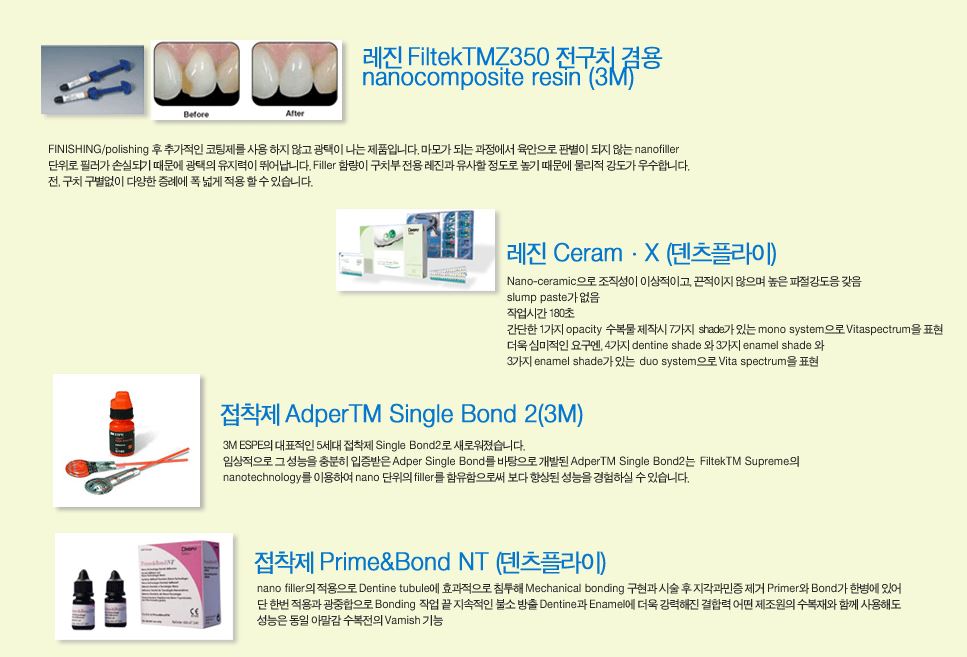 레진 FiltekTMZ350 전구치 겸용
nanocomposite resin (3M)
Before
After
FINISHING/polishing 후 추가적인 코팅제를 사용 하지 않고 광택이 나는 제품입니다. 마모가 되는 과정에서 육안으로 판별이 되지 않는 nanofiller
단위로 필러가 손실되기 때문에 광택의 유지력이 뛰어납니다. Filler 함량이 구치부 전용 레진과 유사할 정도로 높기 때문에 물리적 강도가 우수합니다.
전, 구치 구별없이 다양한 증례에 폭 넓게 적용 할 수 있습니다.
레진 Ceram · X (덴츠플라이)
Nano-ceramic으로 조직성이 이상적이고, 끈적이지 않으며 높은 파절강도응 갖음
slump paste가 없음
작업시간 180초
간단한 1가지 opacity 수복물 제작시 7가지 shade가 있는 mono system으로 Vitaspectrum을 표현
더욱 심미적인 요구엔, 4가지 dentine shade 와 3가지 enamel shade 와
3가지 enamel shade가 있는 duo system으로 Vita spectrum을 표현
접착제 AdperTM Single Bond 2(3M)
3M ESPE의 대표적인 5세대 접착제 Single Bond2로 새로워졌습니다.
임상적으로 그 성능을 충분히 입증받은 Adper Single Bond를 바탕으로 개발된 AdperTM Single Bond2는 FiltekTM Supreme의
nanotechnology를 이용하여 nano 단위의 filler를 함유함으로써 보다 향상된 성능을 경험하실 수 있습니다.
Prime&Bond NT
접착제 Prime&Bond NT (덴츠플라이)
nano filler의 적용으로 Dentine tubule에 효과적으로 침투해 Mechanical bonding 구현과 시술 후 지각과민증 제거 Primer와 Bond가 한병에 있어
단 한번 적용과 광중합으로 Bonding 작업 끝 지속적인 불소 방출 Dentine과 Enamel에 더욱 강력해진 결합력 어떤 제조원의 수복재와 함께 사용해도
성능은 동일 아말감 수복전의 Varnish 기능